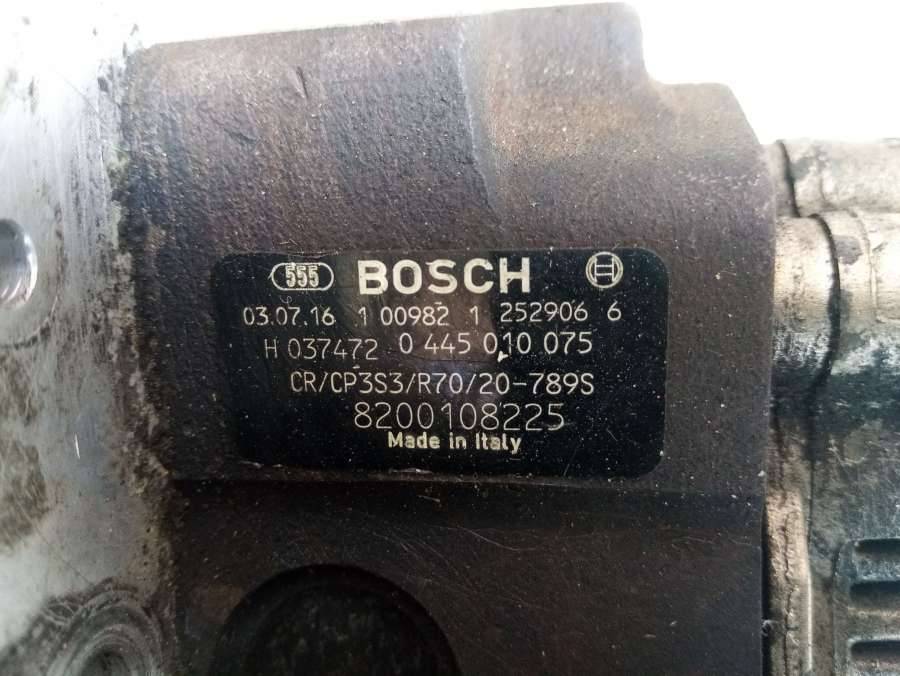 555 BOSCH
03.07.16 1 00982 1 252906 6
H 037472 0 445 010 075
CR/CP3S3/R70/20-789S
8200108225
Made in Italy